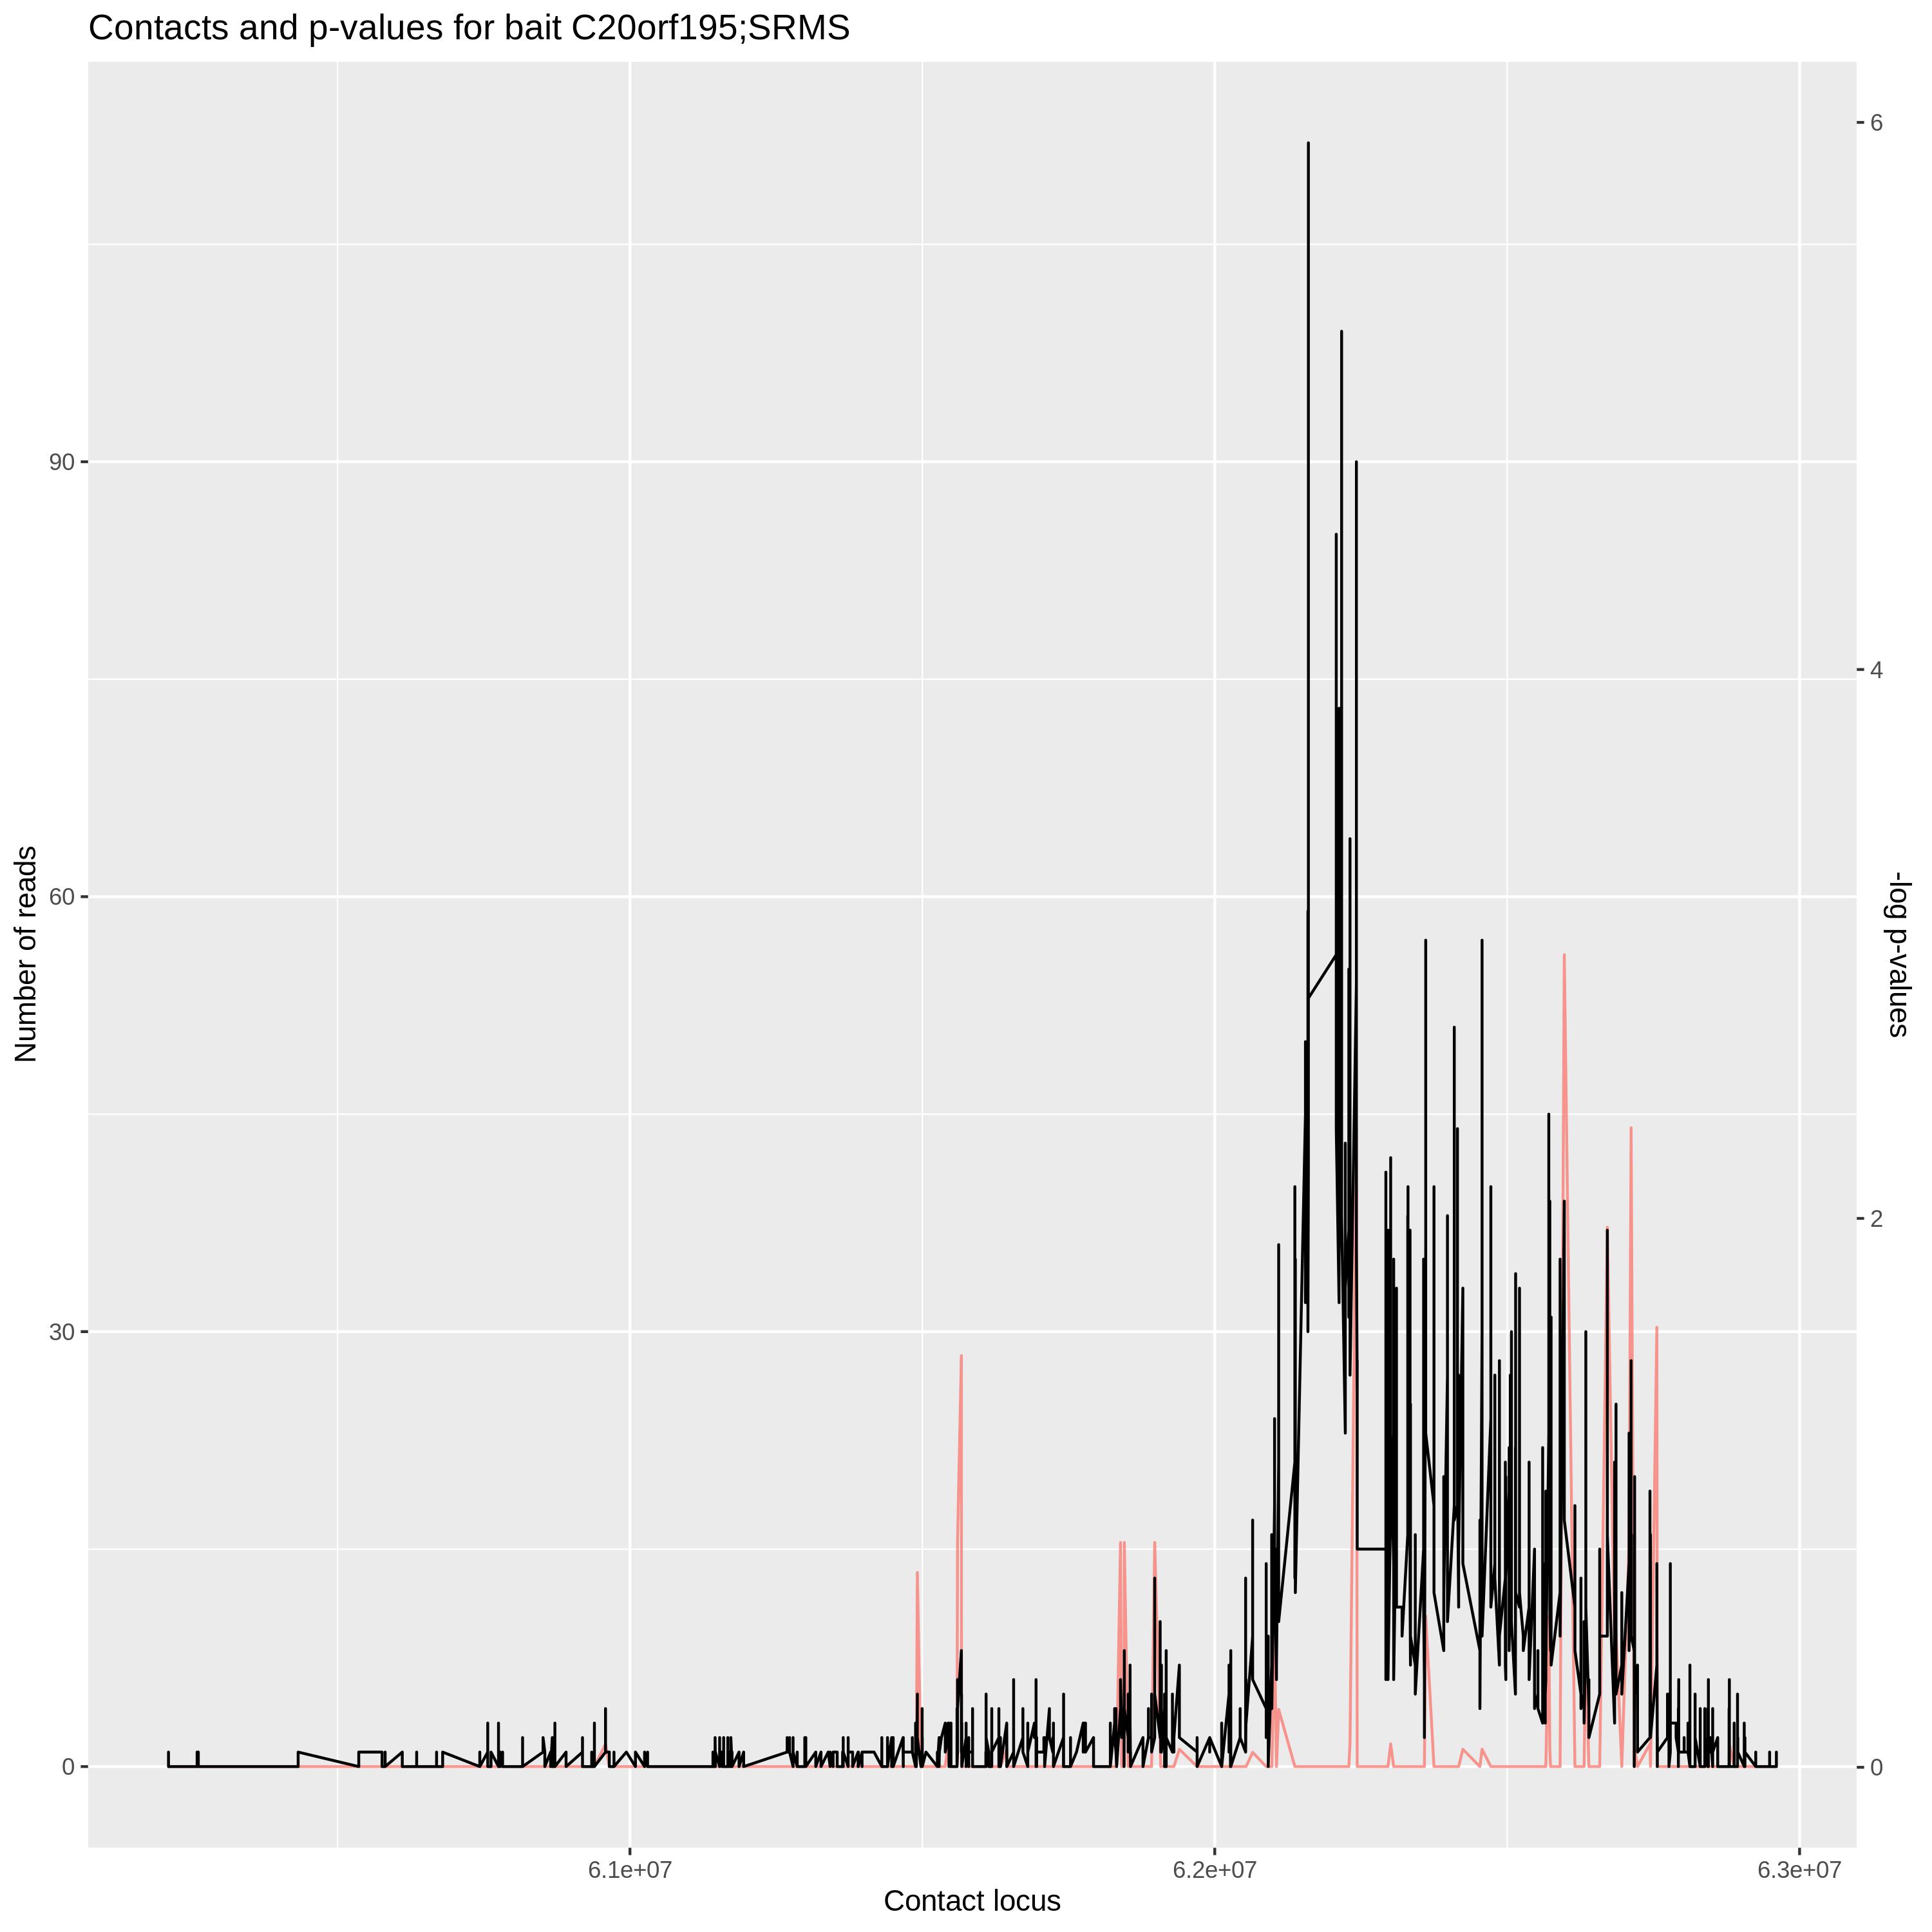 Contacts and p-values for bait C20orf195;SRMS
6
90
4
Number of reads
60
-log p-values
2
30
0
0
6.1e+07
6.2e+07
6.3e+07
Contact locus